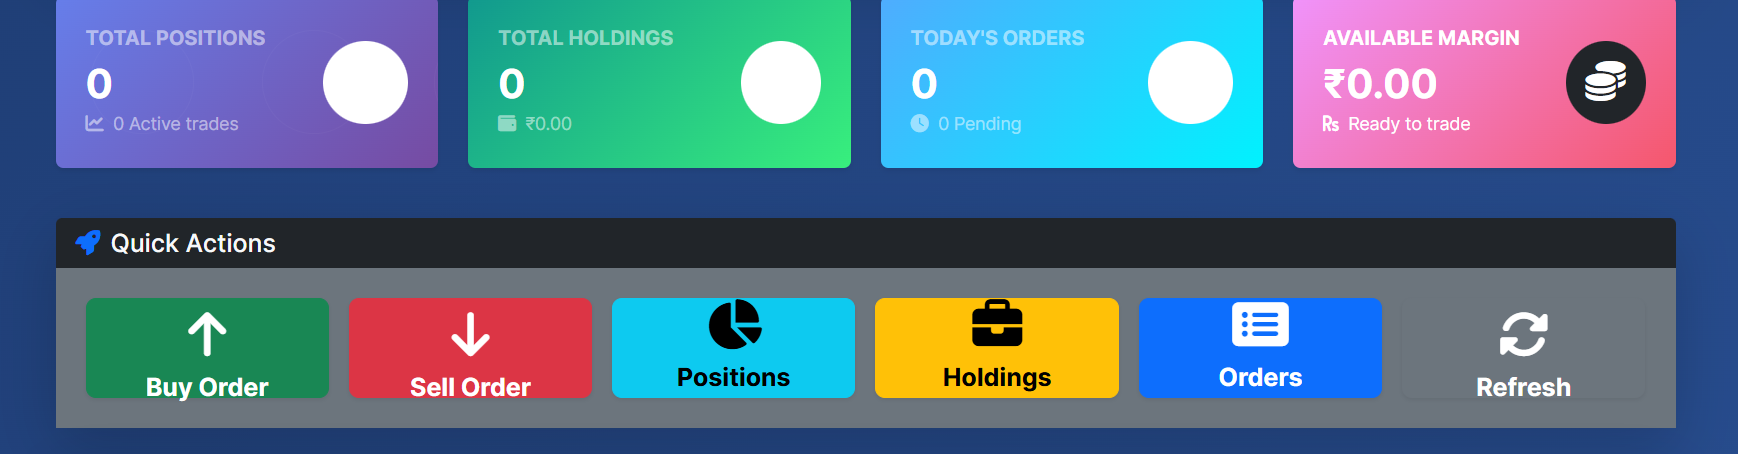 TOTAL POSITIONS
0
0 Active trades
TOTAL HOLDINGS
0
₹0.00
TODAY'S ORDERS
0
0 Pending
AVAILABLE MARGIN
₹0.00
₨ Ready to trade
Quick Actions
Buy Order
Sell Order
Positions
Holdings
Orders
Refresh